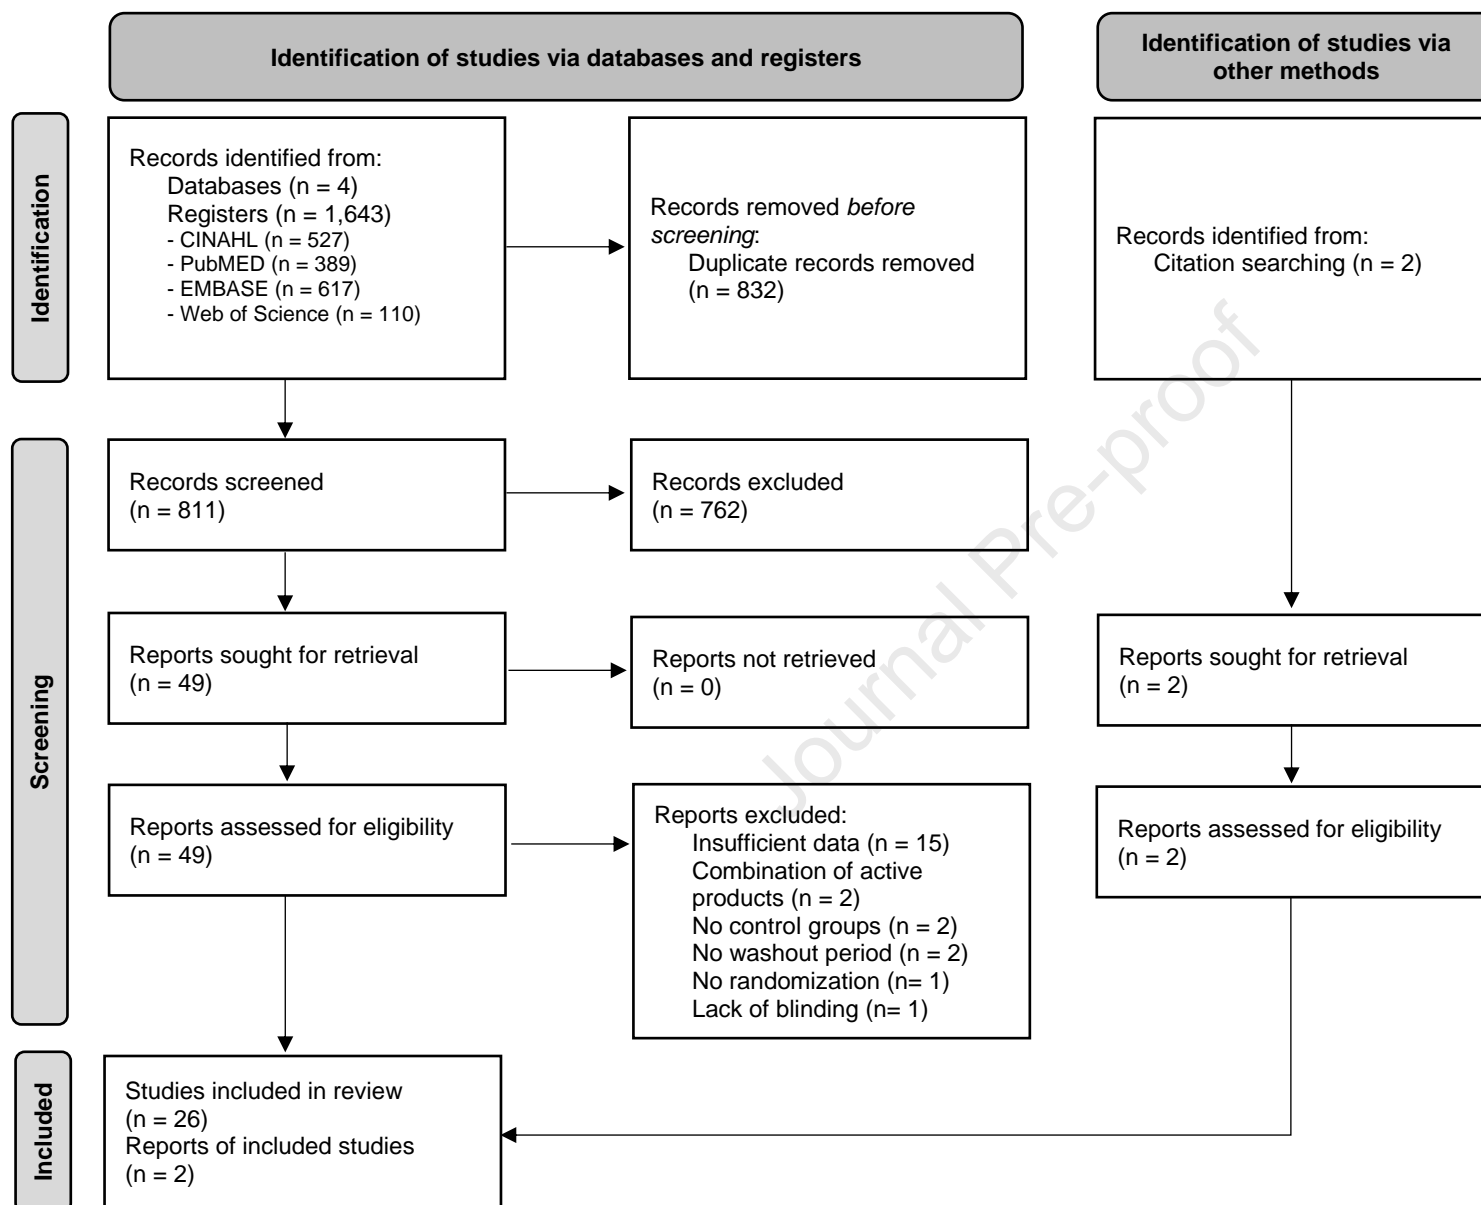 Identification of studies via databases and registers
Identification of studies via
other methods
Identification
Records identified from:
Databases (n = 4)
Registers (n = 1,643)
- CINAHL (n = 527)
- PubMED (n = 389)
- EMBASE (n = 617)
- Web of Science (n = 110)
Records removed before
screening:
Duplicate records removed
(n = 832)
Records identified from:
Citation searching (n = 2)
Screening
Records screened
(n = 811)
Records excluded
(n = 762)
Reports sought for retrieval
(n = 49)
Reports not retrieved
(n = 0)
Reports sought for retrieval
(n = 2)
Reports assessed for eligibility
(n = 49)
Reports excluded:
Insufficient data (n = 15)
Combination of active
products (n = 2)
No control groups (n = 2)
No washout period (n = 2)
No randomization (n= 1)
Lack of blinding (n= 1)
Reports assessed for eligibility
(n = 2)
Included
Studies included in review
(n = 26)
Reports of included studies
(n = 2)
Journal Pre-proof